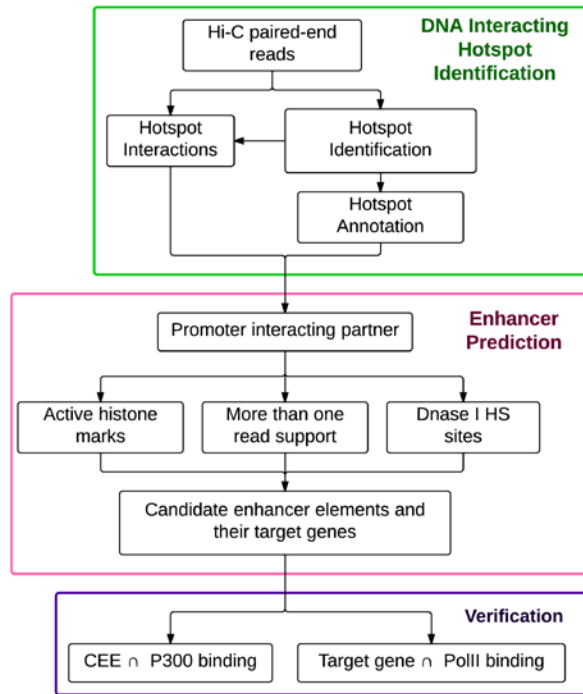 DNA Interacting
Hotspot
Identification
Hi-C paired-end
reads
Hotspot
Interactions
Hotspot
Identification
Hotspot
Annotation
Enhancer
Prediction
Promoter interacting partner
Active histone
marks
More than one
read support
Dnase I HS
sites
Candidate enhancer elements and
their target genes
Verification
CEE ∩ P300 binding
Target gene ∩ PolII binding